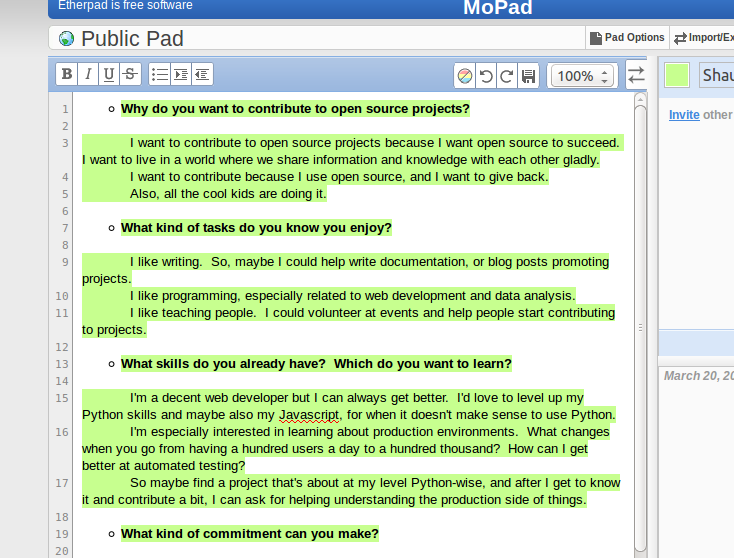 Etherpad is free software
MoPad
Public Pad
Pad Options
Import/Ex
B I U S
100%
Shau
Invite other
March 20, 20
1 Why do you want to contribute to open source projects?
2
3 I want to contribute to open source projects because I want open source to succeed.
I want to live in a world where we share information and knowledge with each other gladly.
4 I want to contribute because I use open source, and I want to give back.
5 Also, all the cool kids are doing it.
6
7 What kind of tasks do you know you enjoy?
8
9 I like writing.  So, maybe I could help write documentation, or blog posts promoting
projects.
10 I like programming, especially related to web development and data analysis.
11 I like teaching people.  I could volunteer at events and help people start contributing
to projects.
12
13 What skills do you already have?  Which do you want to learn?
14
15 I'm a decent web developer but I can always get better.  I'd love to level up my
Python skills and maybe also my Javascript, for when it doesn't make sense to use Python.
16 I'm especially interested in learning about production environments.  What changes
when you go from having a hundred users a day to a hundred thousand?  How can I get
better at automated testing?
17 So maybe find a project that's about at my level Python-wise, and after I get to know
it and contribute a bit, I can ask for helping understanding the production side of things.
18
19 What kind of commitment can you make?
20